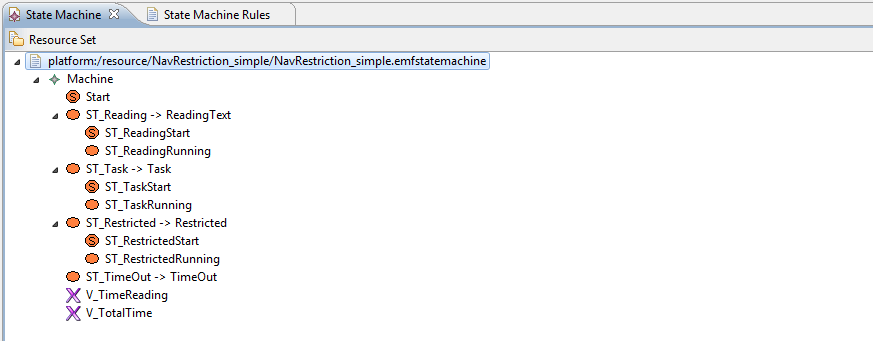 State Machine State Machine Rules
Resource Set
platform:/resource/NavRestriction_simple/NavRestriction_simple.emfstatemachine
Machine
S Start
ST_Reading -> ReadingText
S ST_ReadingStart
ST_ReadingRunning
ST_Task -> Task
S ST_TaskStart
ST_TaskRunning
ST_Restricted -> Restricted
S ST_RestrictedStart
ST_RestrictedRunning
ST_TimeOut -> TimeOut
V_TimeReading
V_TotalTime